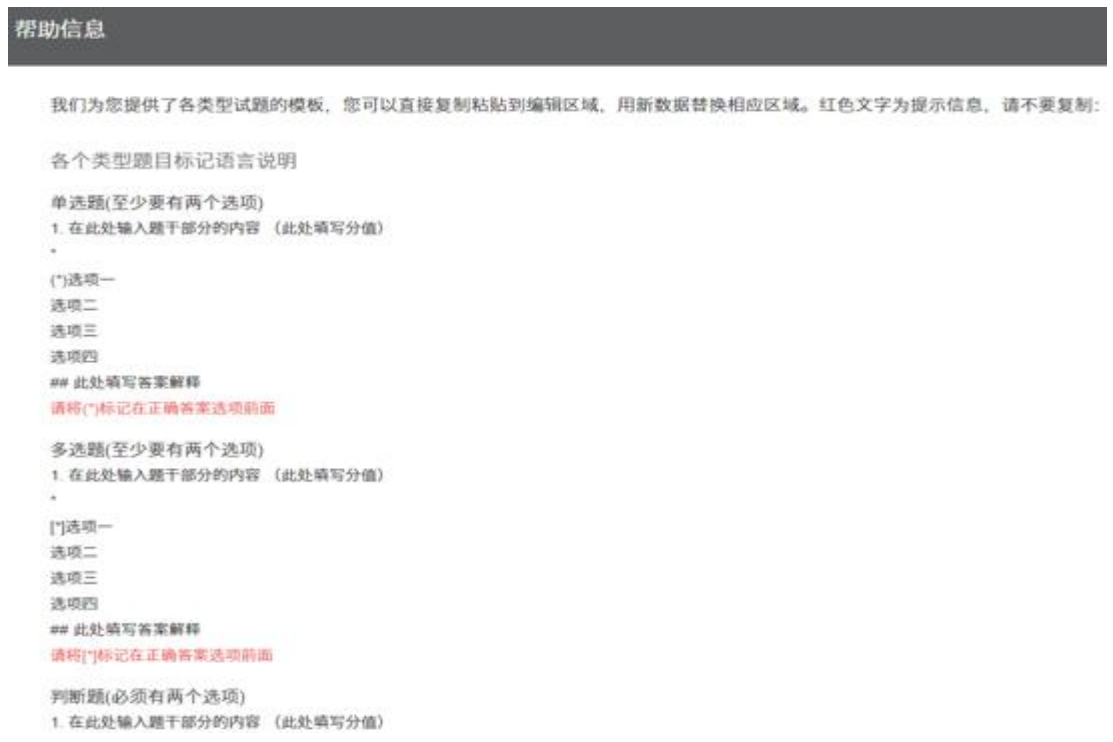 帮助信息
我们为您提供了各类型试题的模板，您可以直接复制粘贴到编辑区域，用新数据替换相应区域。红色文字为提示信息，请不要复制：
各个类型题目标记语言说明
单选题(至少要有两个选项)
1. 在此处输入题干部分的内容 （此处填写分值）
*
(*)选项一
选项二
选项三
选项四
## 此处填写答案解释
请将(*)标记在正确答案选项前面
多选题(至少要有两个选项)
1. 在此处输入题干部分的内容 （此处填写分值）
*
[*]选项一
选项二
选项三
选项四
## 此处填写答案解释
请将[*]标记在正确答案选项前面
判断题(必须有两个选项)
1. 在此处输入题干部分的内容 （此处填写分值）